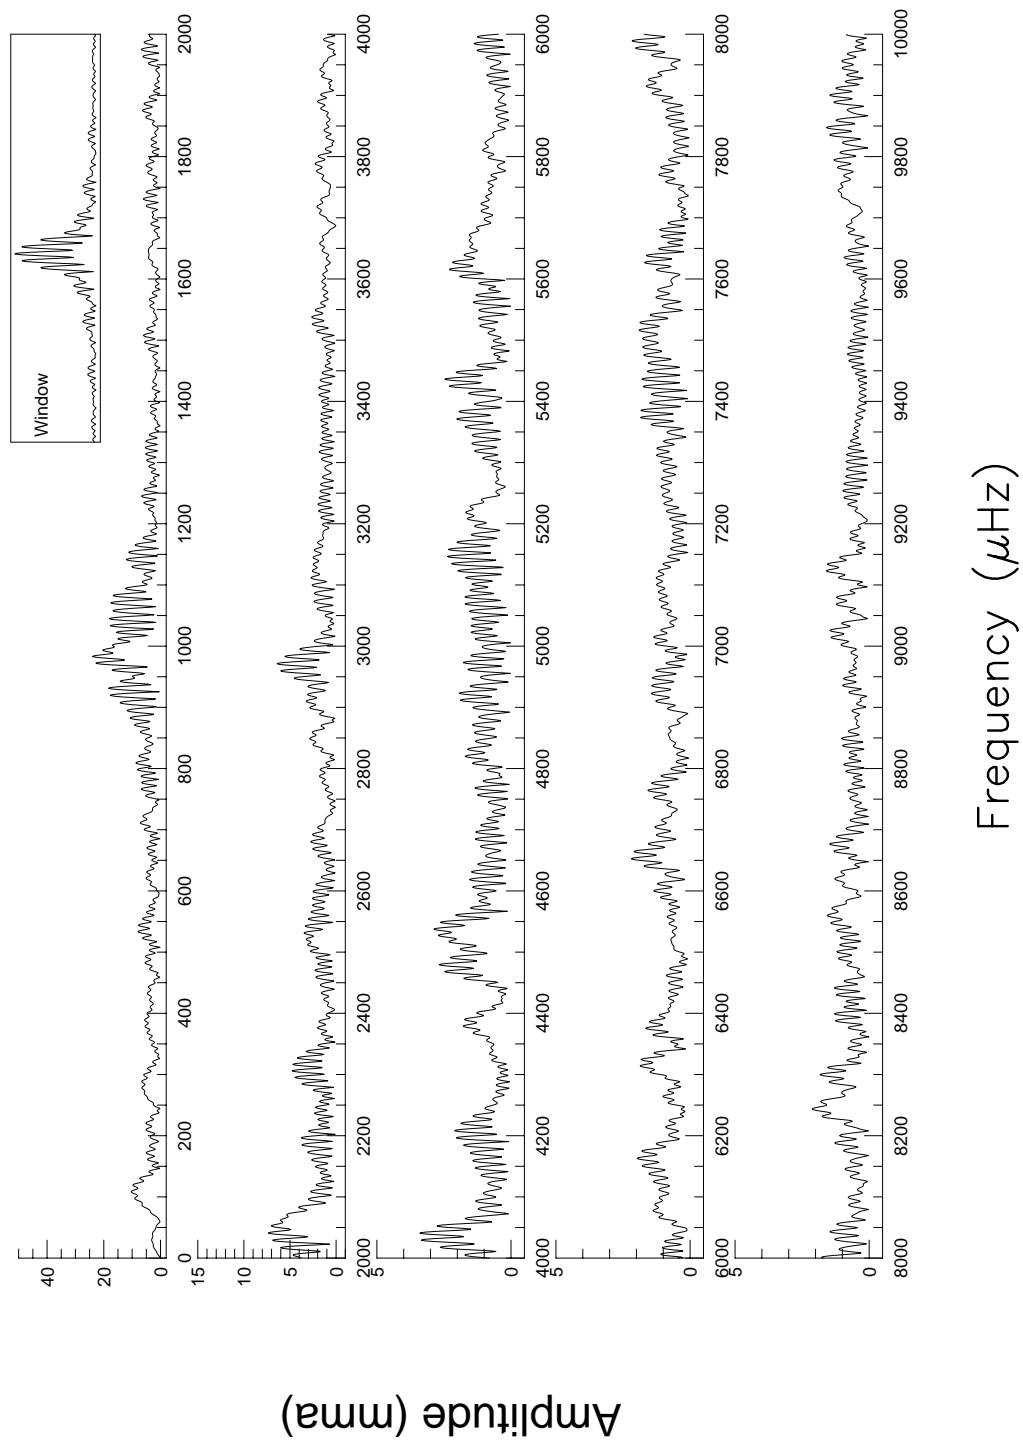 Window
40
20
0
0 200 400 600 800 1000 1200 1400 1600 1800 2000
15
10
5
0
2000 2200 2400 2600 2800 3000 3200 3400 3600 3800 4000
5
0
4000 4200 4400 4600 4800 5000 5200 5400 5600 5800 6000
5
0
6000 6200 6400 6600 6800 7000 7200 7400 7600 7800 8000
5
0
8000 8200 8400 8600 8800 9000 9200 9400 9600 9800 10000
Amplitude (mma)
Frequency (μHz)